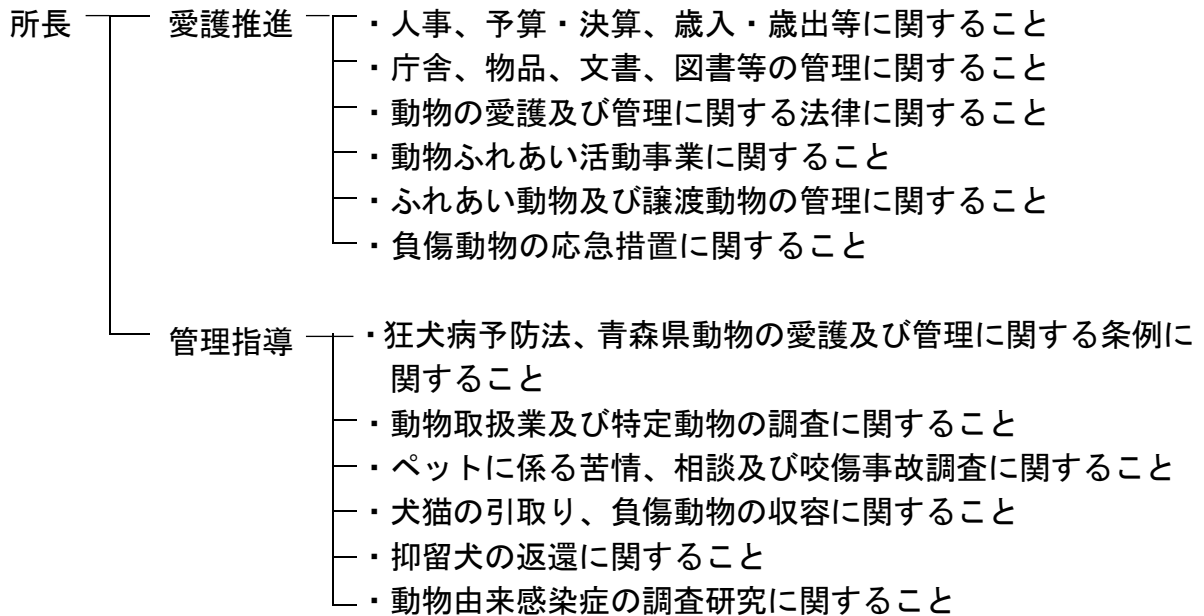 所長 愛護推進 ・人事、予算・決算、歳入・歳出等に関すること
・庁舎、物品、文書、図書等の管理に関すること
・動物の愛護及び管理に関する法律に関すること
・動物ふれあい活動事業に関すること
・ふれあい動物及び譲渡動物の管理に関すること
・負傷動物の応急措置に関すること
管理指導 ・狂犬病予防法、青森県動物の愛護及び管理に関する条例に
関すること
・動物取扱業及び特定動物の調査に関すること
・ペットに係る苦情、相談及び咬傷事故調査に関すること
・犬猫の引取り、負傷動物の収容に関すること
・抑留犬の返還に関すること
・動物由来感染症の調査研究に関すること